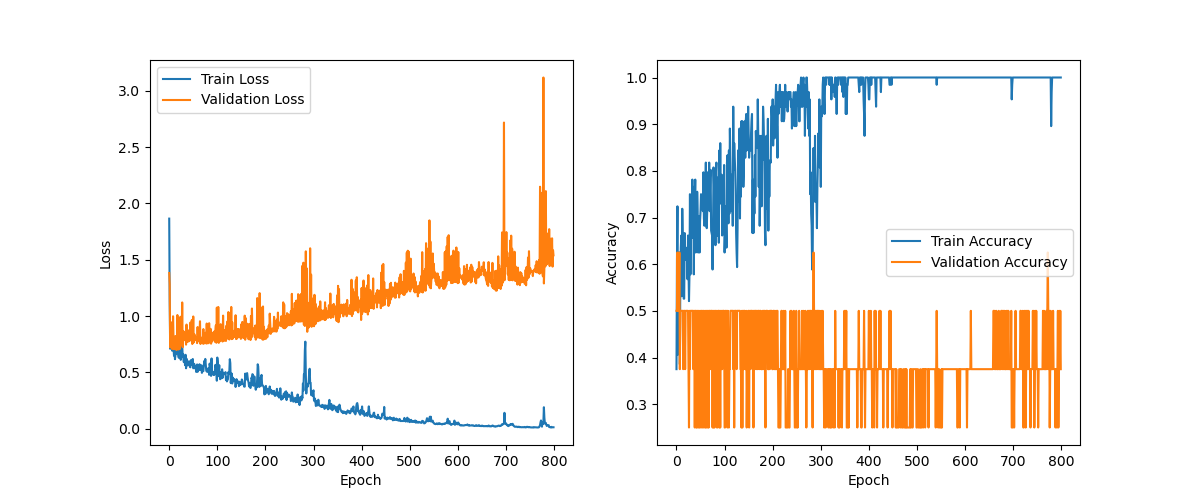 Train Loss
Validation Loss
3.0
2.5
2.0
1.5
1.0
0.5
0.0
Loss
0 100 200 300 400 500 600 700 800
Epoch
Train Accuracy
Validation Accuracy
1.0
0.9
0.8
0.7
0.6
0.5
0.4
0.3
Accuracy
0 100 200 300 400 500 600 700 800
Epoch